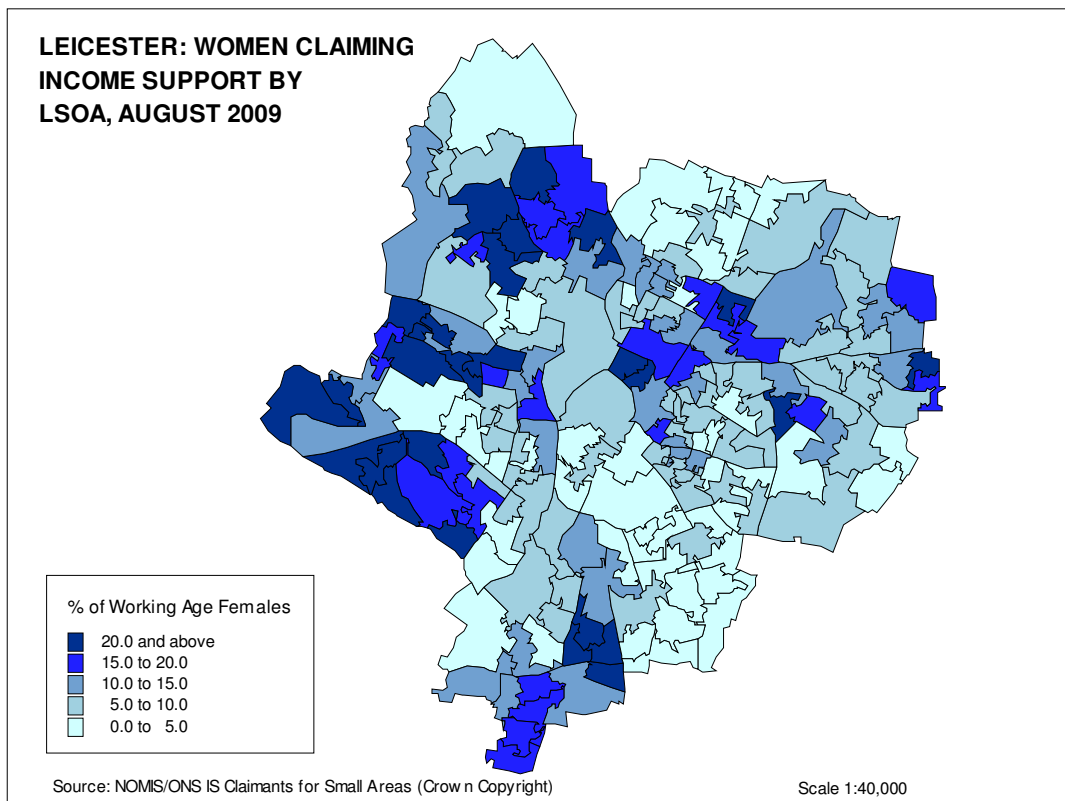 LEICESTER: WOMEN CLAIMING
INCOME SUPPORT BY
LSOA, AUGUST 2009
% of Working Age Females
20.0 and above
15.0 to 20.0
10.0 to 15.0
5.0 to 10.0
0.0 to 5.0
Source: NOMIS/ONS IS Claimants for Small Areas (Crown Copyright)
Scale 1:40,000